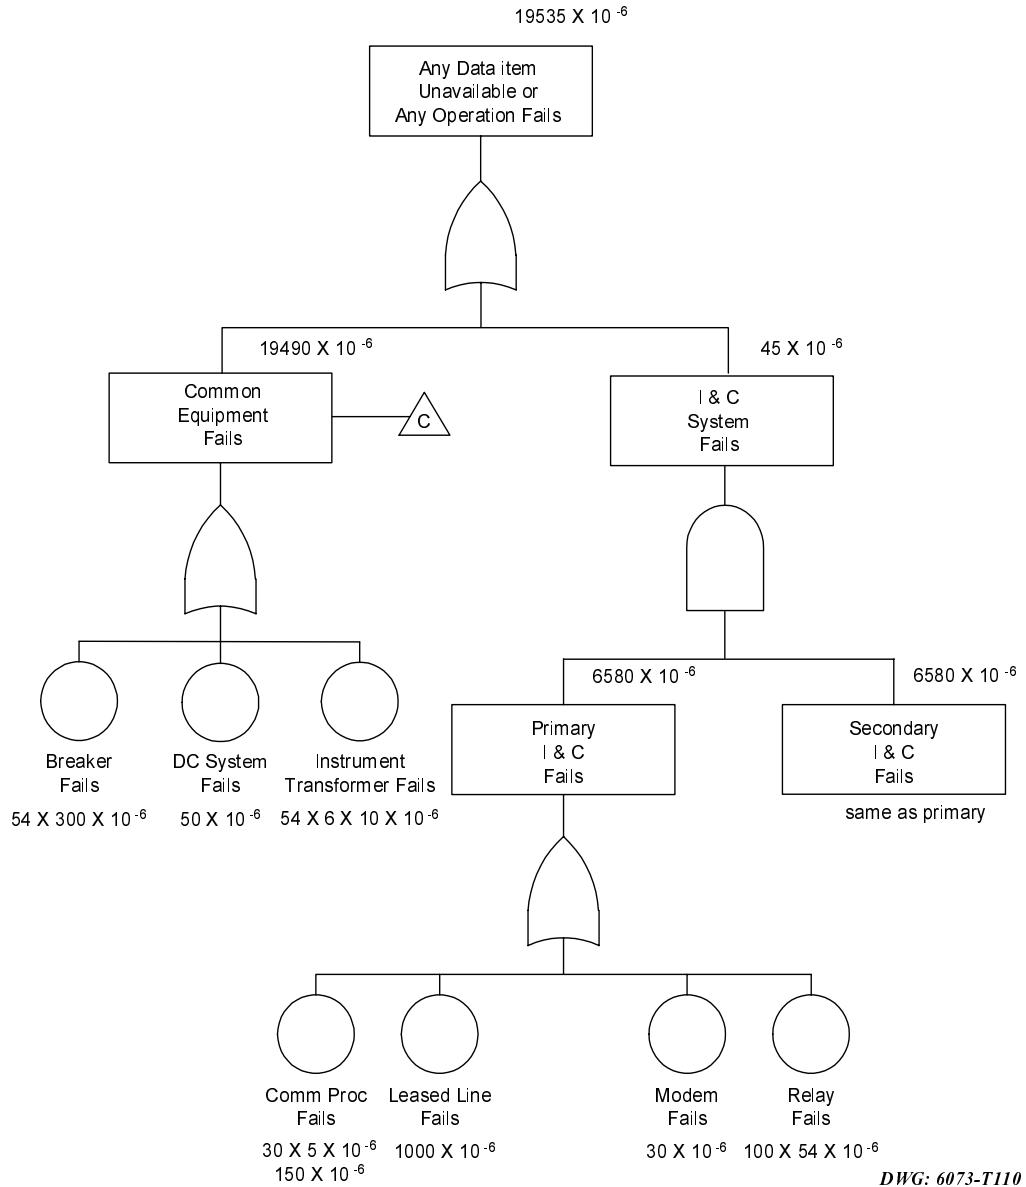 19535 X 10 -6
Any Data item
Unavailable or
Any Operation Fails
19490 X 10 -6
45 X 10 -6
Common
Equipment
Fails
C
I & C
System
Fails
6580 X 10 -6
6580 X 10 -6
Primary
I & C
Fails
Secondary
I & C
Fails
same as primary
Breaker
Fails
54 X 300 X 10 -6
DC System
Fails
50 X 10 -6
Instrument
Transformer Fails
54 X 6 X 10 X 10 -6
Comm Proc
Fails
30 X 5 X 10 -6
150 X 10 -6
Leased Line
Fails
1000 X 10 -6
Modem
Fails
30 X 10 -6
Relay
Fails
100 X 54 X 10 -6
DWG: 6073-T110